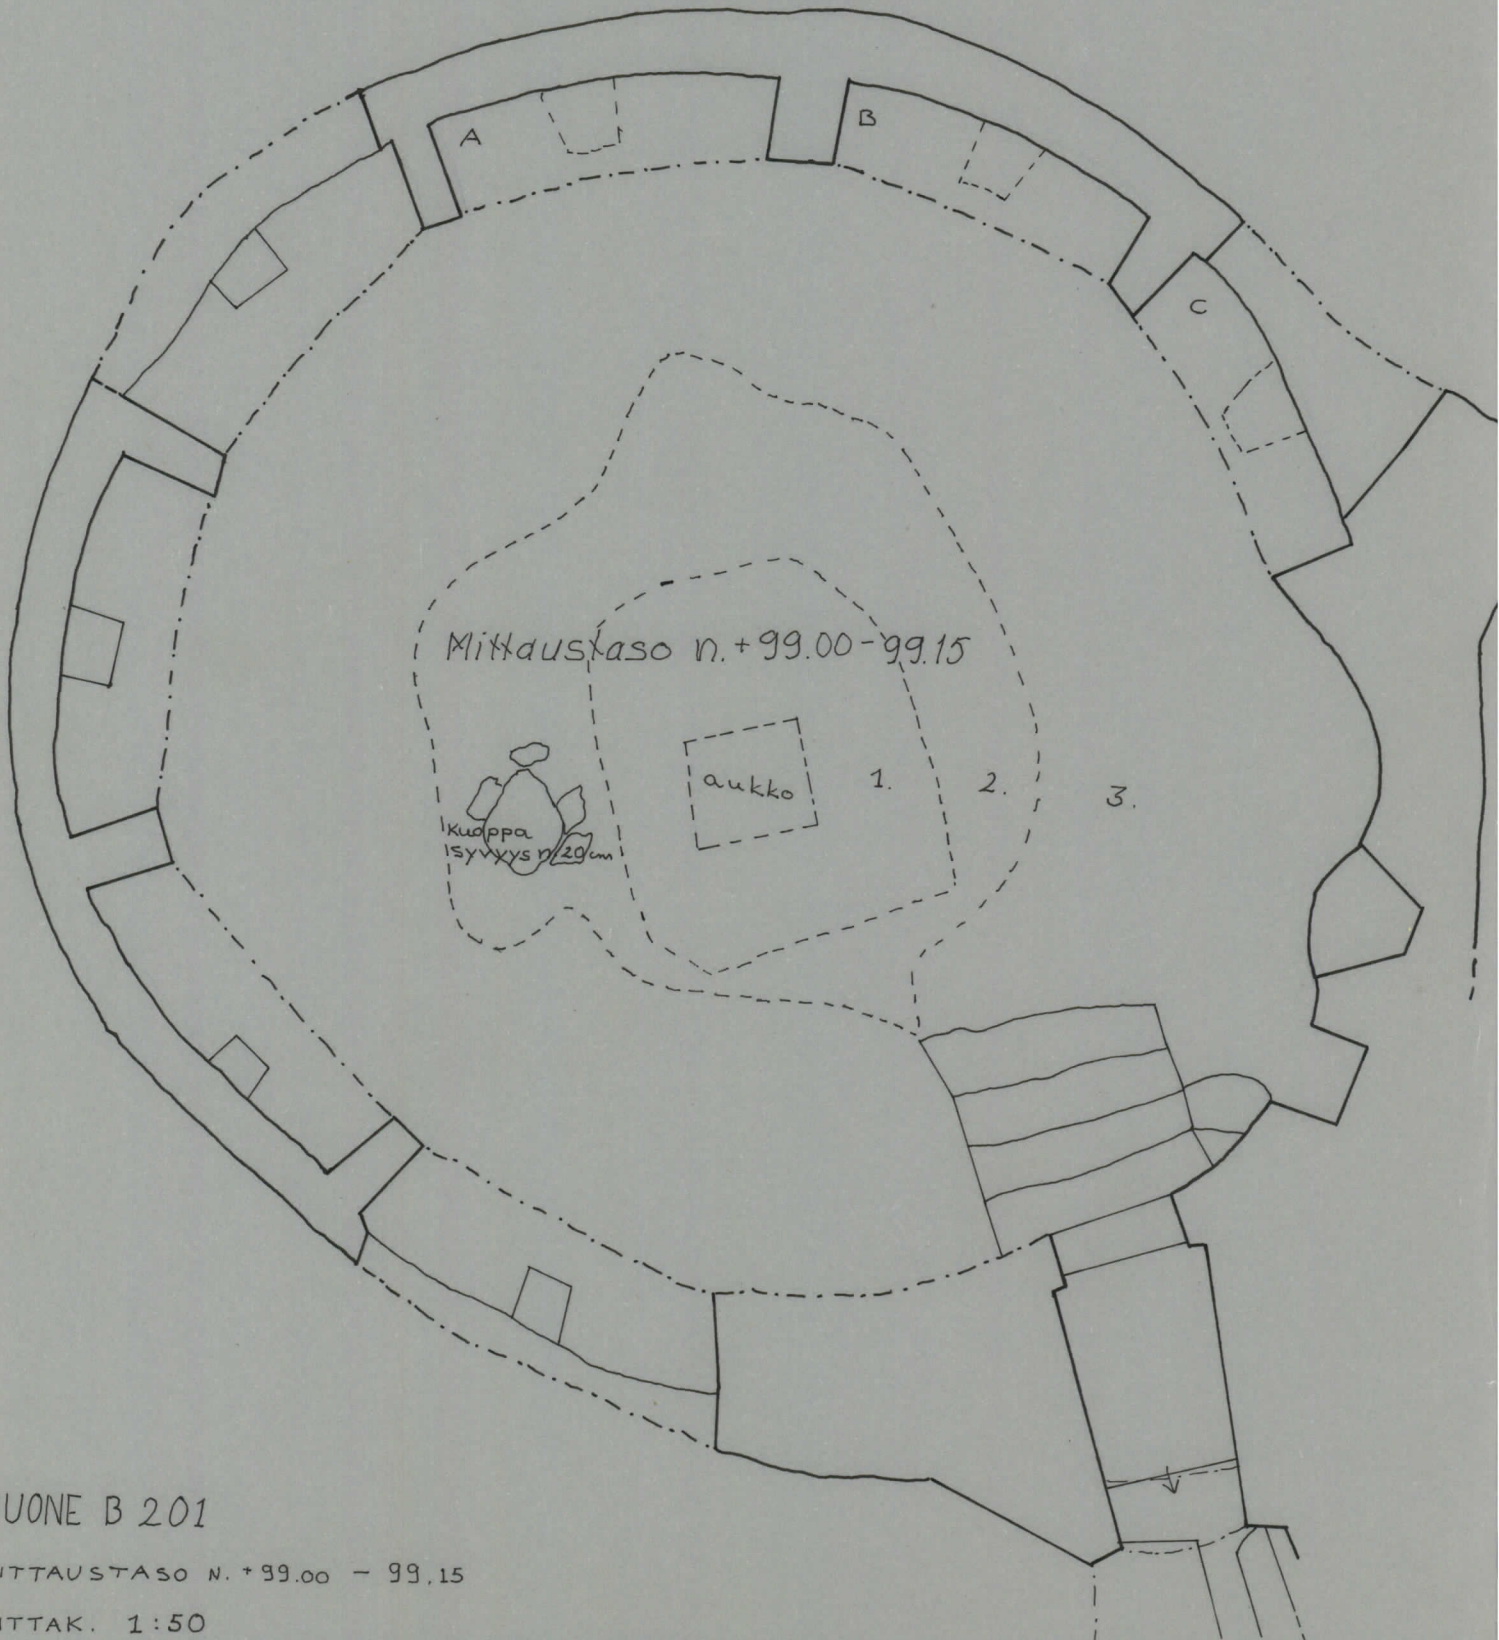 A
B
C
Mittaustaso n. +99.00-99.15
aukko
1.
2.
3.
Kuoppa
syvyys n. 20 cm
UONE B 201
ITTAUSTASO N. +99.00 - 99.15
ITTAK. 1:50